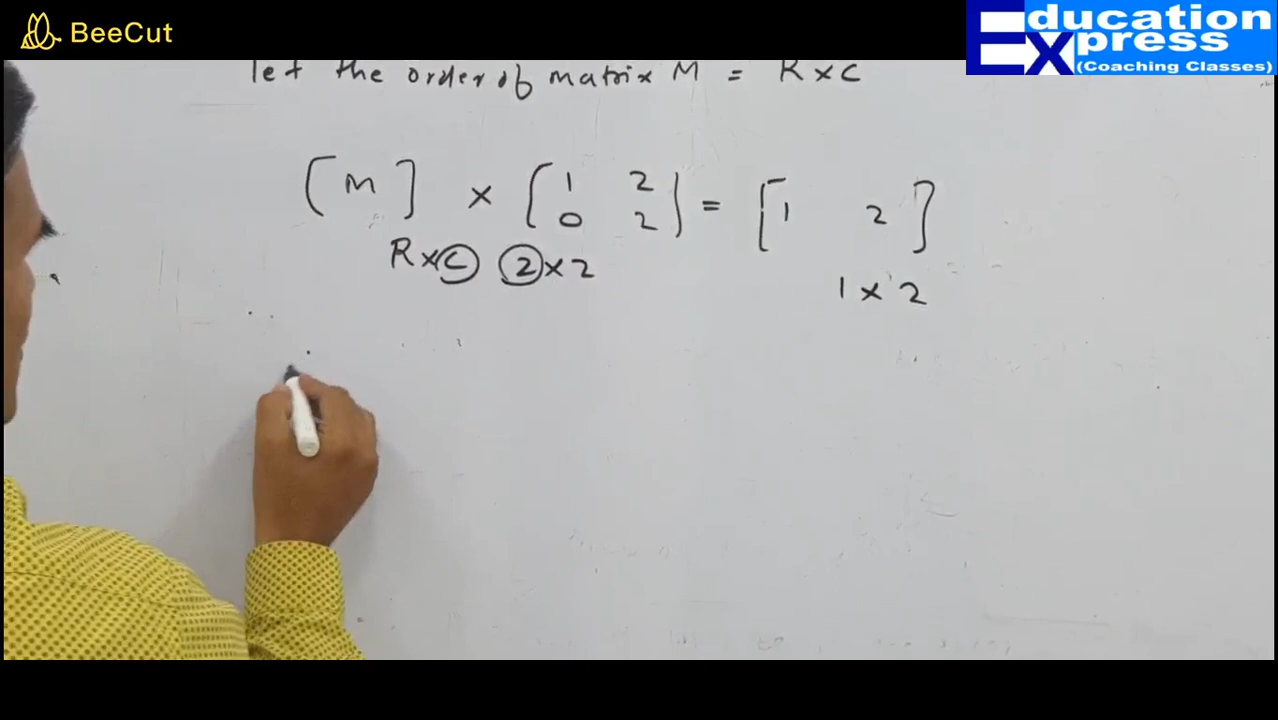 BeeCut
Education
Express
(Coaching Classes)
let the order of matrix M = R x C
[M] x [1 2 = [1 2]
0 2]
R x C 2 x 2
1 x 2